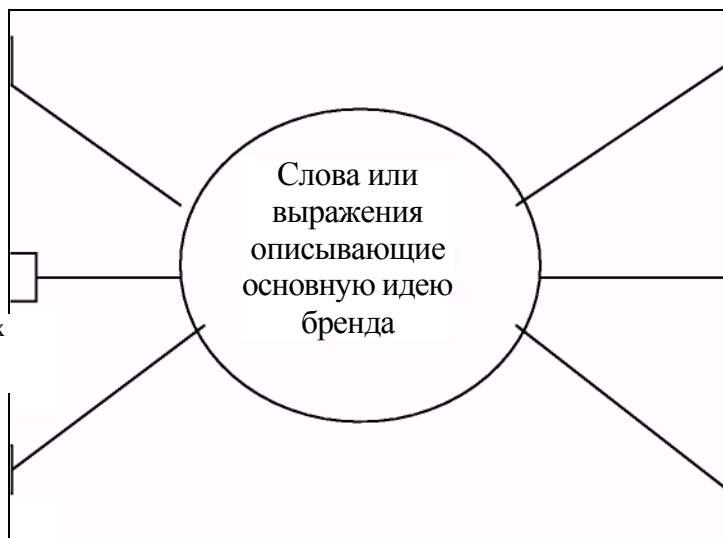 Слова или
выражения
описывающие
основную идею
бренда
х